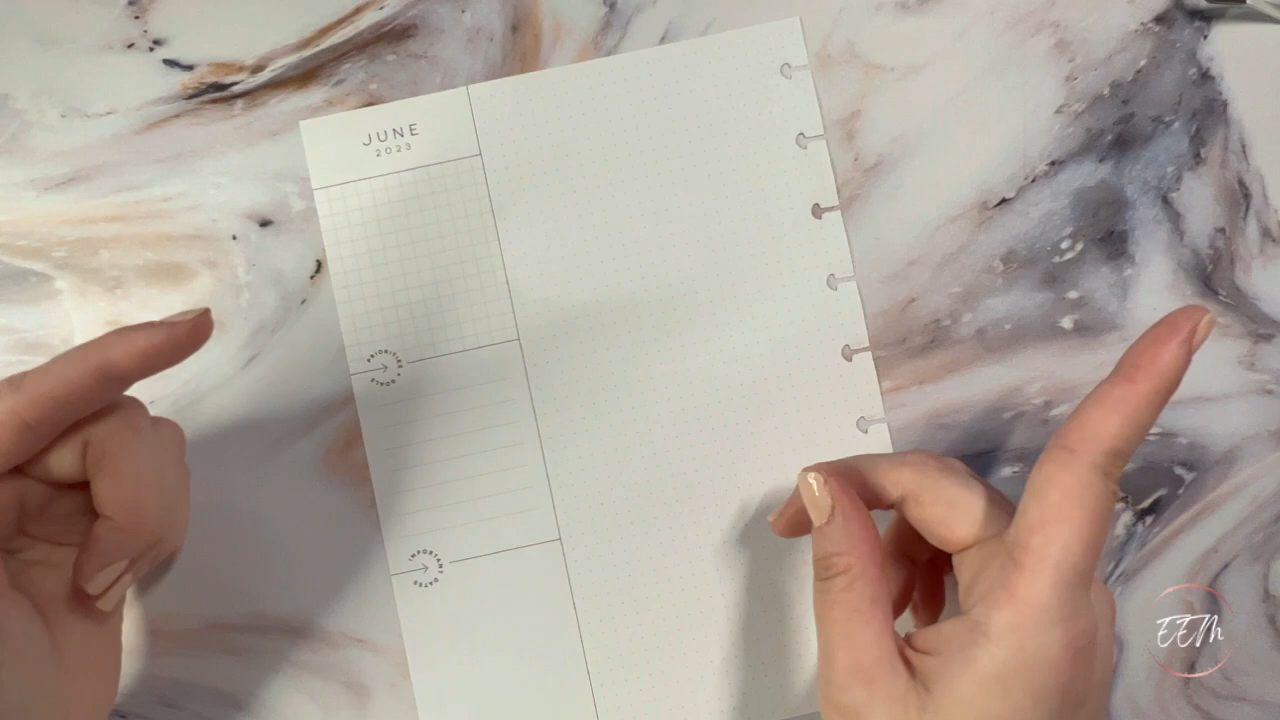 JUNE
2023
PRIORITIES + GOALS
IMPORTANT DATES
EEM